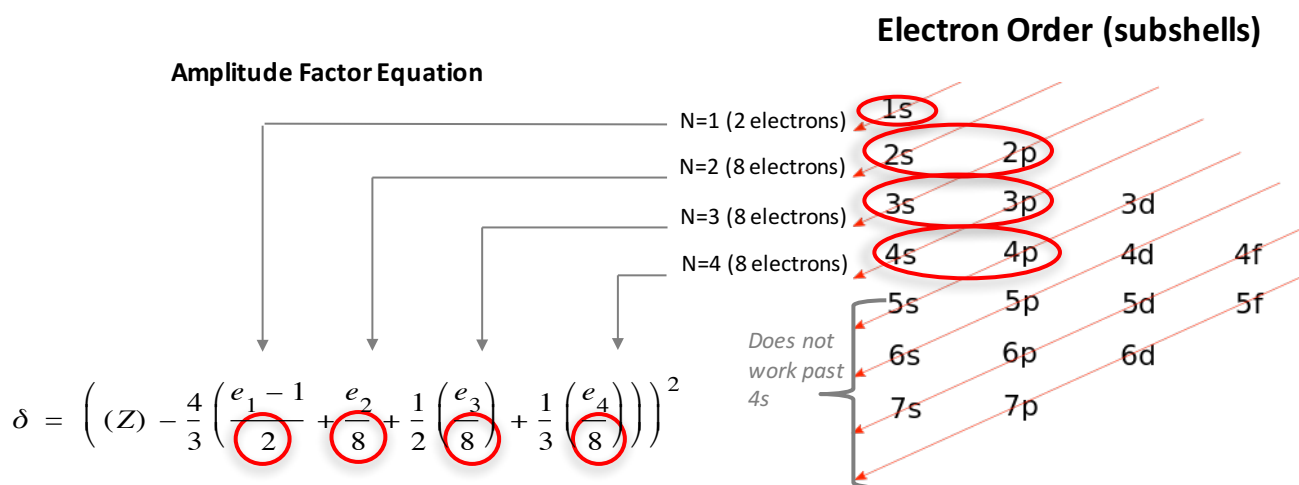 Electron Order (subshells)
Amplitude Factor Equation
N=1 (2 electrons)
N=2 (8 electrons)
N=3 (8 electrons)
N=4 (8 electrons)
1s
2s 2p
3s 3p 3d
4s 4p 4d 4f
5s 5p 5d 5f
6s 6p 6d
7s 7p
Does not
work past
4s
δ = ( (Z) − 4/3 ( (e₁ − 1)/2 + e₂/8 + 1/2 ( e₃/8 ) + 1/3 ( e₄/8 ) ) )²